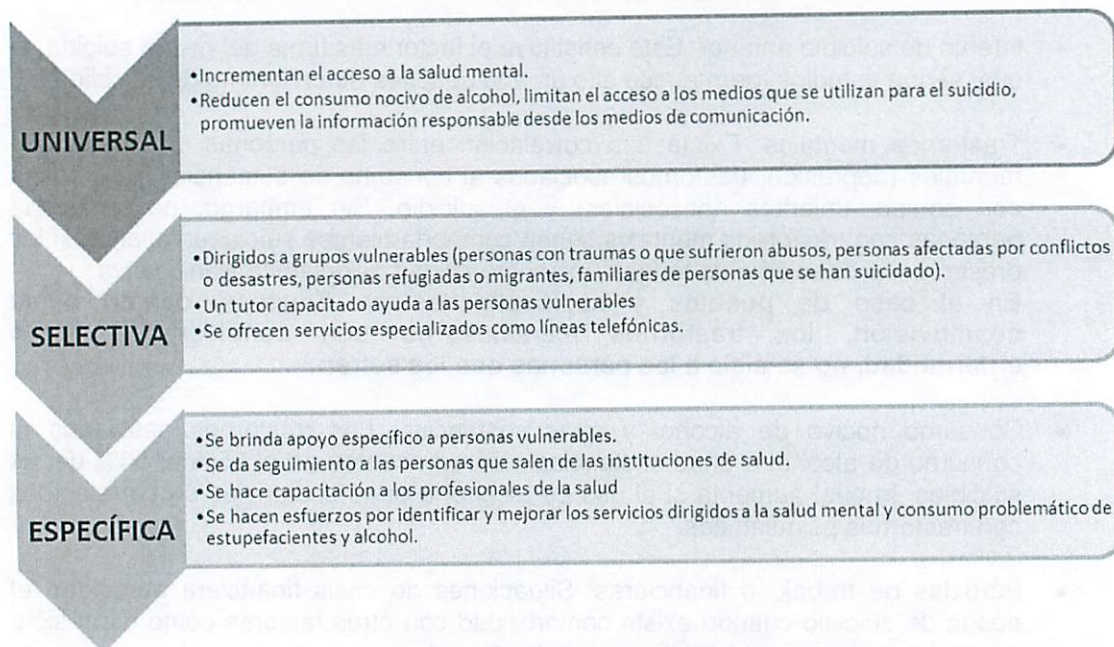 UNIVERSAL
•Incrementan el acceso a la salud mental.
•Reducen el consumo nocivo de alcohol, limitan el acceso a los medios que se utilizan para el suicidio,
promueven la información responsable desde los medios de comunicación.
SELECTIVA
•Dirigidos a grupos vulnerables (personas con traumas o que sufrieron abusos, personas afectadas por conflictos
o desastres, personas refugiadas o migrantes, familiares de personas que se han suicidado).
•Un tutor capacitado ayuda a las personas vulnerables
•Se ofrecen servicios especializados como líneas telefónicas.
ESPECÍFICA
•Se brinda apoyo específico a personas vulnerables.
•Se da seguimiento a las personas que salen de las instituciones de salud.
•Se hace capacitación a los profesionales de la salud
•Se hacen esfuerzos por identificar y mejorar los servicios dirigidos a la salud mental y consumo problemático de
estupefacientes y alcohol.